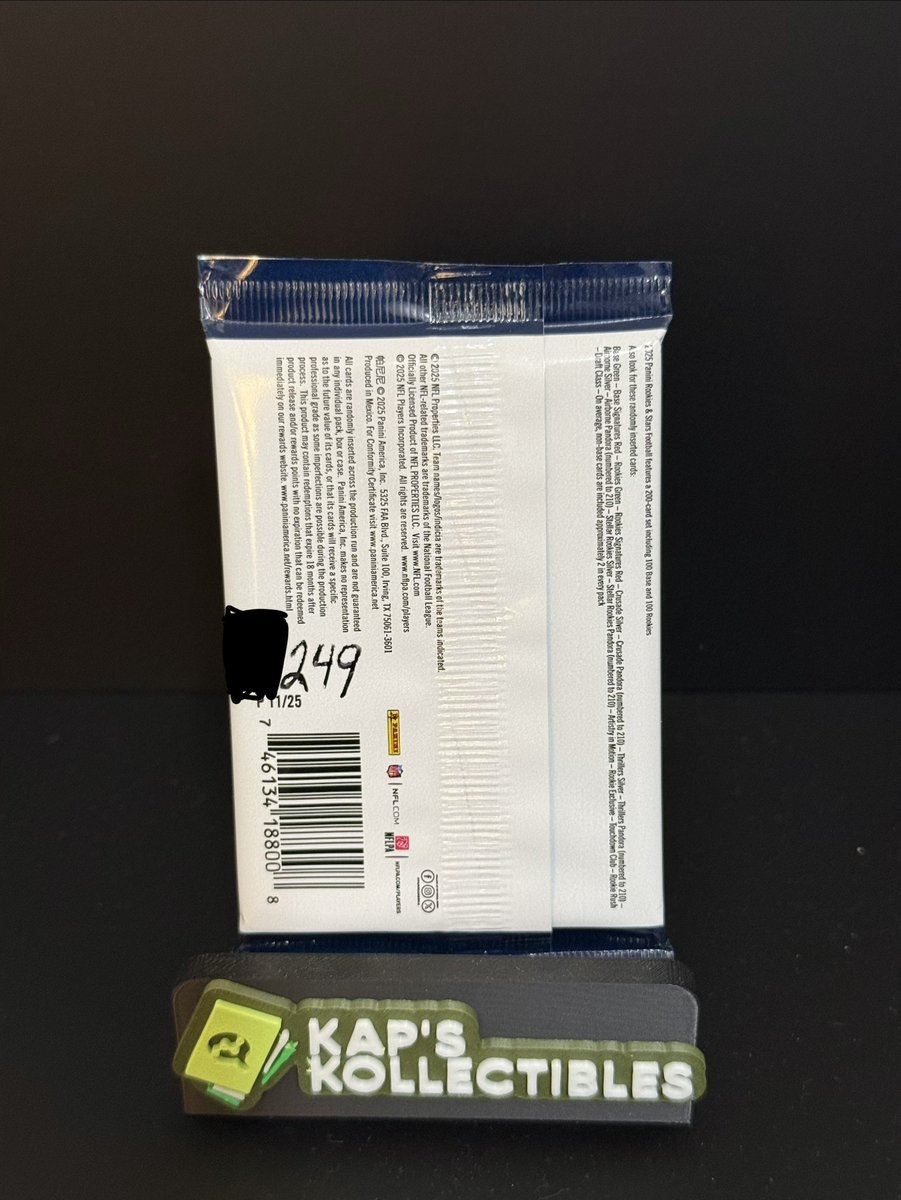 2025 Panini Rookies & Stars Football features a 200-card set including 100 Base and 100 Rookies
Also look for these randomly inserted cards:
Base Green – Base Signatures Red – Rookies Green – Rookies Signatures Red – Crusade Silver – Crusade Pandora (numbered to 210) – Thrillers Silver – Thrillers Pandora (numbered to 210) –
Airborne Silver – Airborne Pandora (numbered to 210) – Stellar Rookies Silver – Stellar Rookies Pandora (numbered to 210) – Artistry in Motion – Rookie Exclusive – Touchdown Club – Rookie Rush
– Draft Class – On average, non-base cards are included approximately 2 in every pack
© 2025 NFL Properties LLC. Team names/logos/indicia are trademarks of the teams indicated.
All other NFL-related trademarks are trademarks of the National Football League.
Officially Licensed Product of NFL PROPERTIES LLC. Visit www.NFL.com
© 2025 NFL Players Incorporated. All rights are reserved. www.nflpa.com/players
帕尼尼 © 2025 Panini America, Inc. 5325 FAA Blvd., Suite 100, Irving, TX 75061-3601
Produced in Mexico. For Conformity Certificate visit www.paniniamerica.net
All cards are randomly inserted across the production run and are not guaranteed
in any individual pack, box or case. Panini America, Inc. makes no representation
as to the future value of its cards, or that its cards will receive a specific
professional grade as some imperfections are possible during the production
process. This product may contain redemptions that expire 18 months after
product release and/or rewards points with no expiration that can be redeemed
immediately on our rewards website. www.paniniamerica.net/rewards.html
249
11/25
PANINI
NFL
NFL.COM
NFLPA
NFLPA.COM/PLAYERS
7 46134 18800 8
KAP'S
KOLLECTIBLES